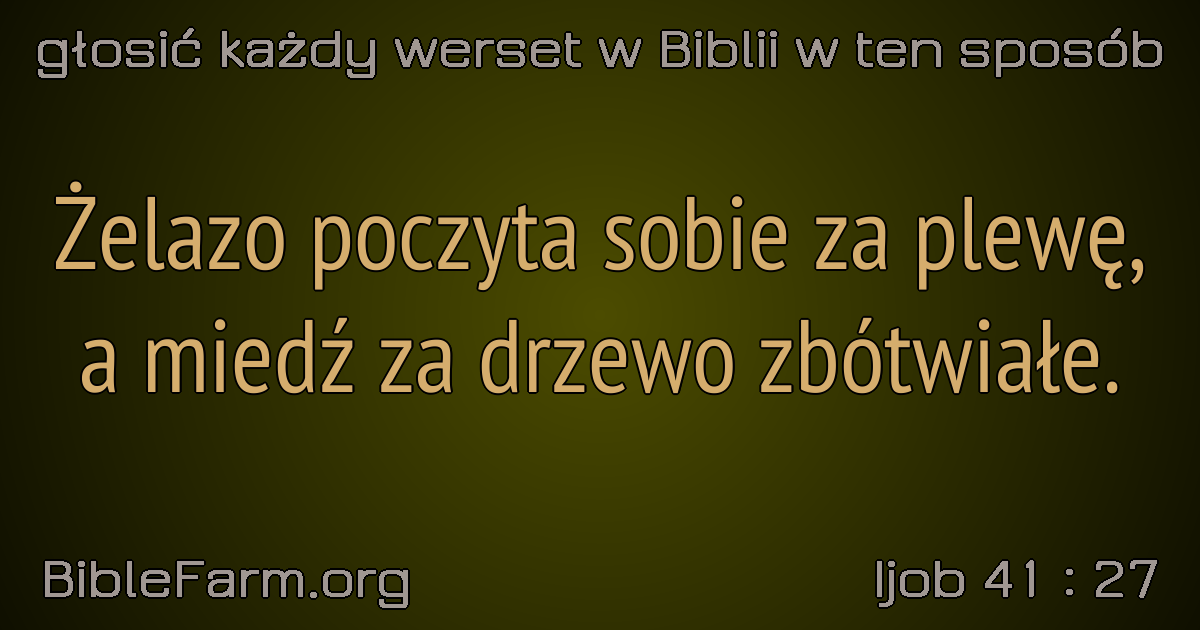 głosić każdy werset w Biblii w ten sposób
Żelazo poczyta sobie za plewę,
a miedź za drzewo zbótwiałe.
BibleFarm.org
Ijob 41 : 27